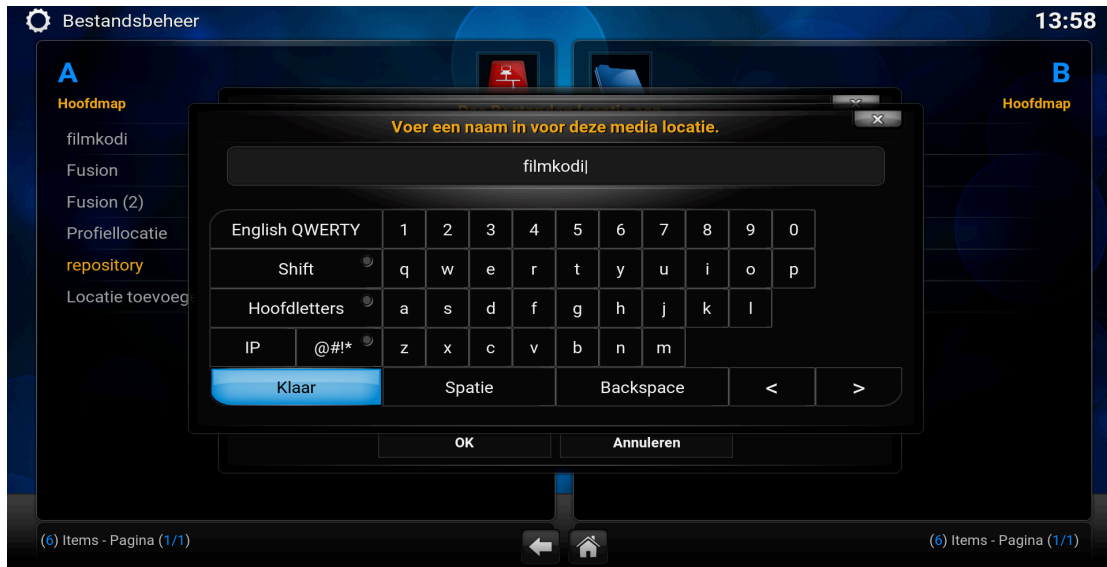 Bestandsbeheer
13:58
A
B
Hoofdmap
Hoofdmap
Voer een naam in voor deze media locatie.
filmkodi
filmkodi
Fusion
Fusion (2)
Profiellocatie
repository
Locatie toevoeg
English QWERTY 1 2 3 4 5 6 7 8 9 0
Shift q w e r t y u i o p
Hoofdletters a s d f g h j k l
IP @#!* z x c v b n m
Klaar Spatie Backspace < >
OK Annuleren
(6) Items - Pagina (1/1)
(6) Items - Pagina (1/1)